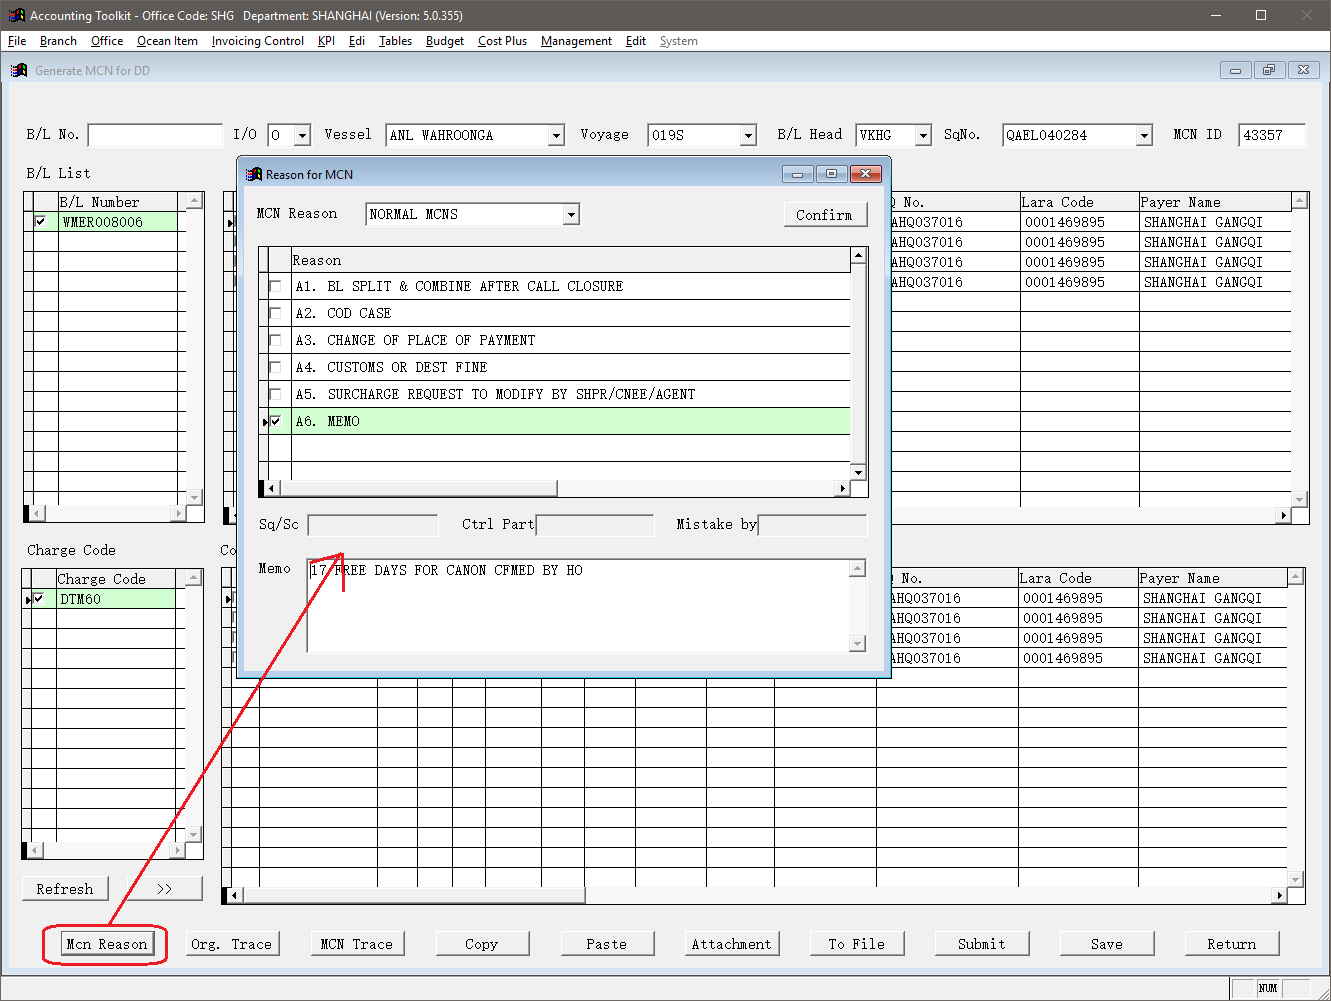 Accounting Toolkit - Office Code: SHG   Department: SHANGHAI (Version: 5.0.355)
File Branch Office Ocean Item Invoicing Control KPI Edi Tables Budget Cost Plus Management Edit System
Generate MCN for DD
B/L No. I/O O Vessel ANL WAHROONGA Voyage 019S B/L Head VKHG SqNo. QAEL040284 MCN ID 43357
B/L List
B/L Number
WMER008006
No. Lara Code Payer Name
AHQ037016 0001469895 SHANGHAI GANGQI
AHQ037016 0001469895 SHANGHAI GANGQI
AHQ037016 0001469895 SHANGHAI GANGQI
AHQ037016 0001469895 SHANGHAI GANGQI
Reason for MCN
MCN Reason NORMAL MCNS Confirm
Reason
A1. BL SPLIT & COMBINE AFTER CALL CLOSURE
A2. COD CASE
A3. CHANGE OF PLACE OF PAYMENT
A4. CUSTOMS OR DEST FINE
A5. SURCHARGE REQUEST TO MODIFY BY SHPR/CNEE/AGENT
A6. MEMO
Sq/Sc Ctrl Part Mistake by
Memo 17 FREE DAYS FOR CANON CFMED BY HO
Charge Code Co
Charge Code
DTM60
No. Lara Code Payer Name
AHQ037016 0001469895 SHANGHAI GANGQI
AHQ037016 0001469895 SHANGHAI GANGQI
AHQ037016 0001469895 SHANGHAI GANGQI
AHQ037016 0001469895 SHANGHAI GANGQI
Refresh >>
Mcn Reason Org. Trace MCN Trace Copy Paste Attachment To File Submit Save Return
NUM